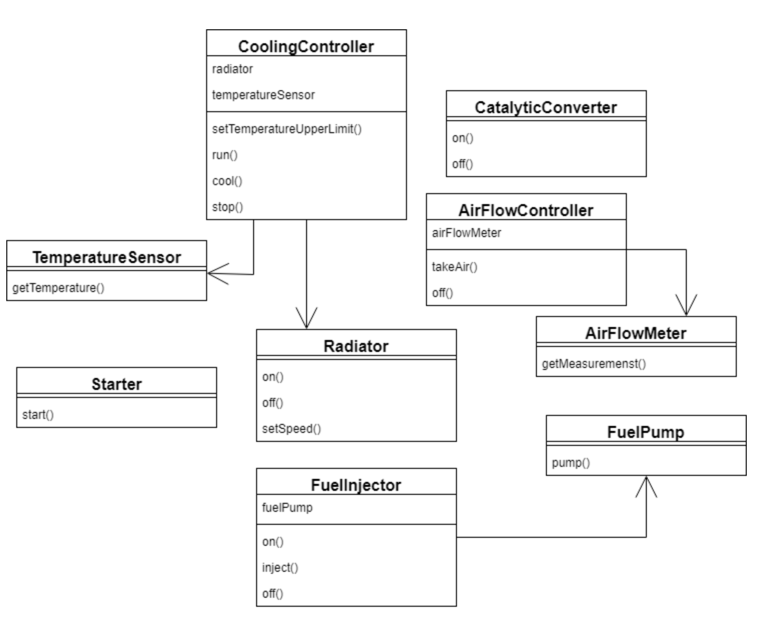 CoolingController
radiator
temperatureSensor
setTemperatureUpperLimit()
run()
cool()
stop()
CatalyticConverter
on()
off()
AirFlowController
airFlowMeter
takeAir()
off()
TemperatureSensor
getTemperature()
Radiator
on()
off()
setSpeed()
AirFlowMeter
getMeasuremenst()
Starter
start()
FuelPump
pump()
FuelInjector
fuelPump
on()
inject()
off()